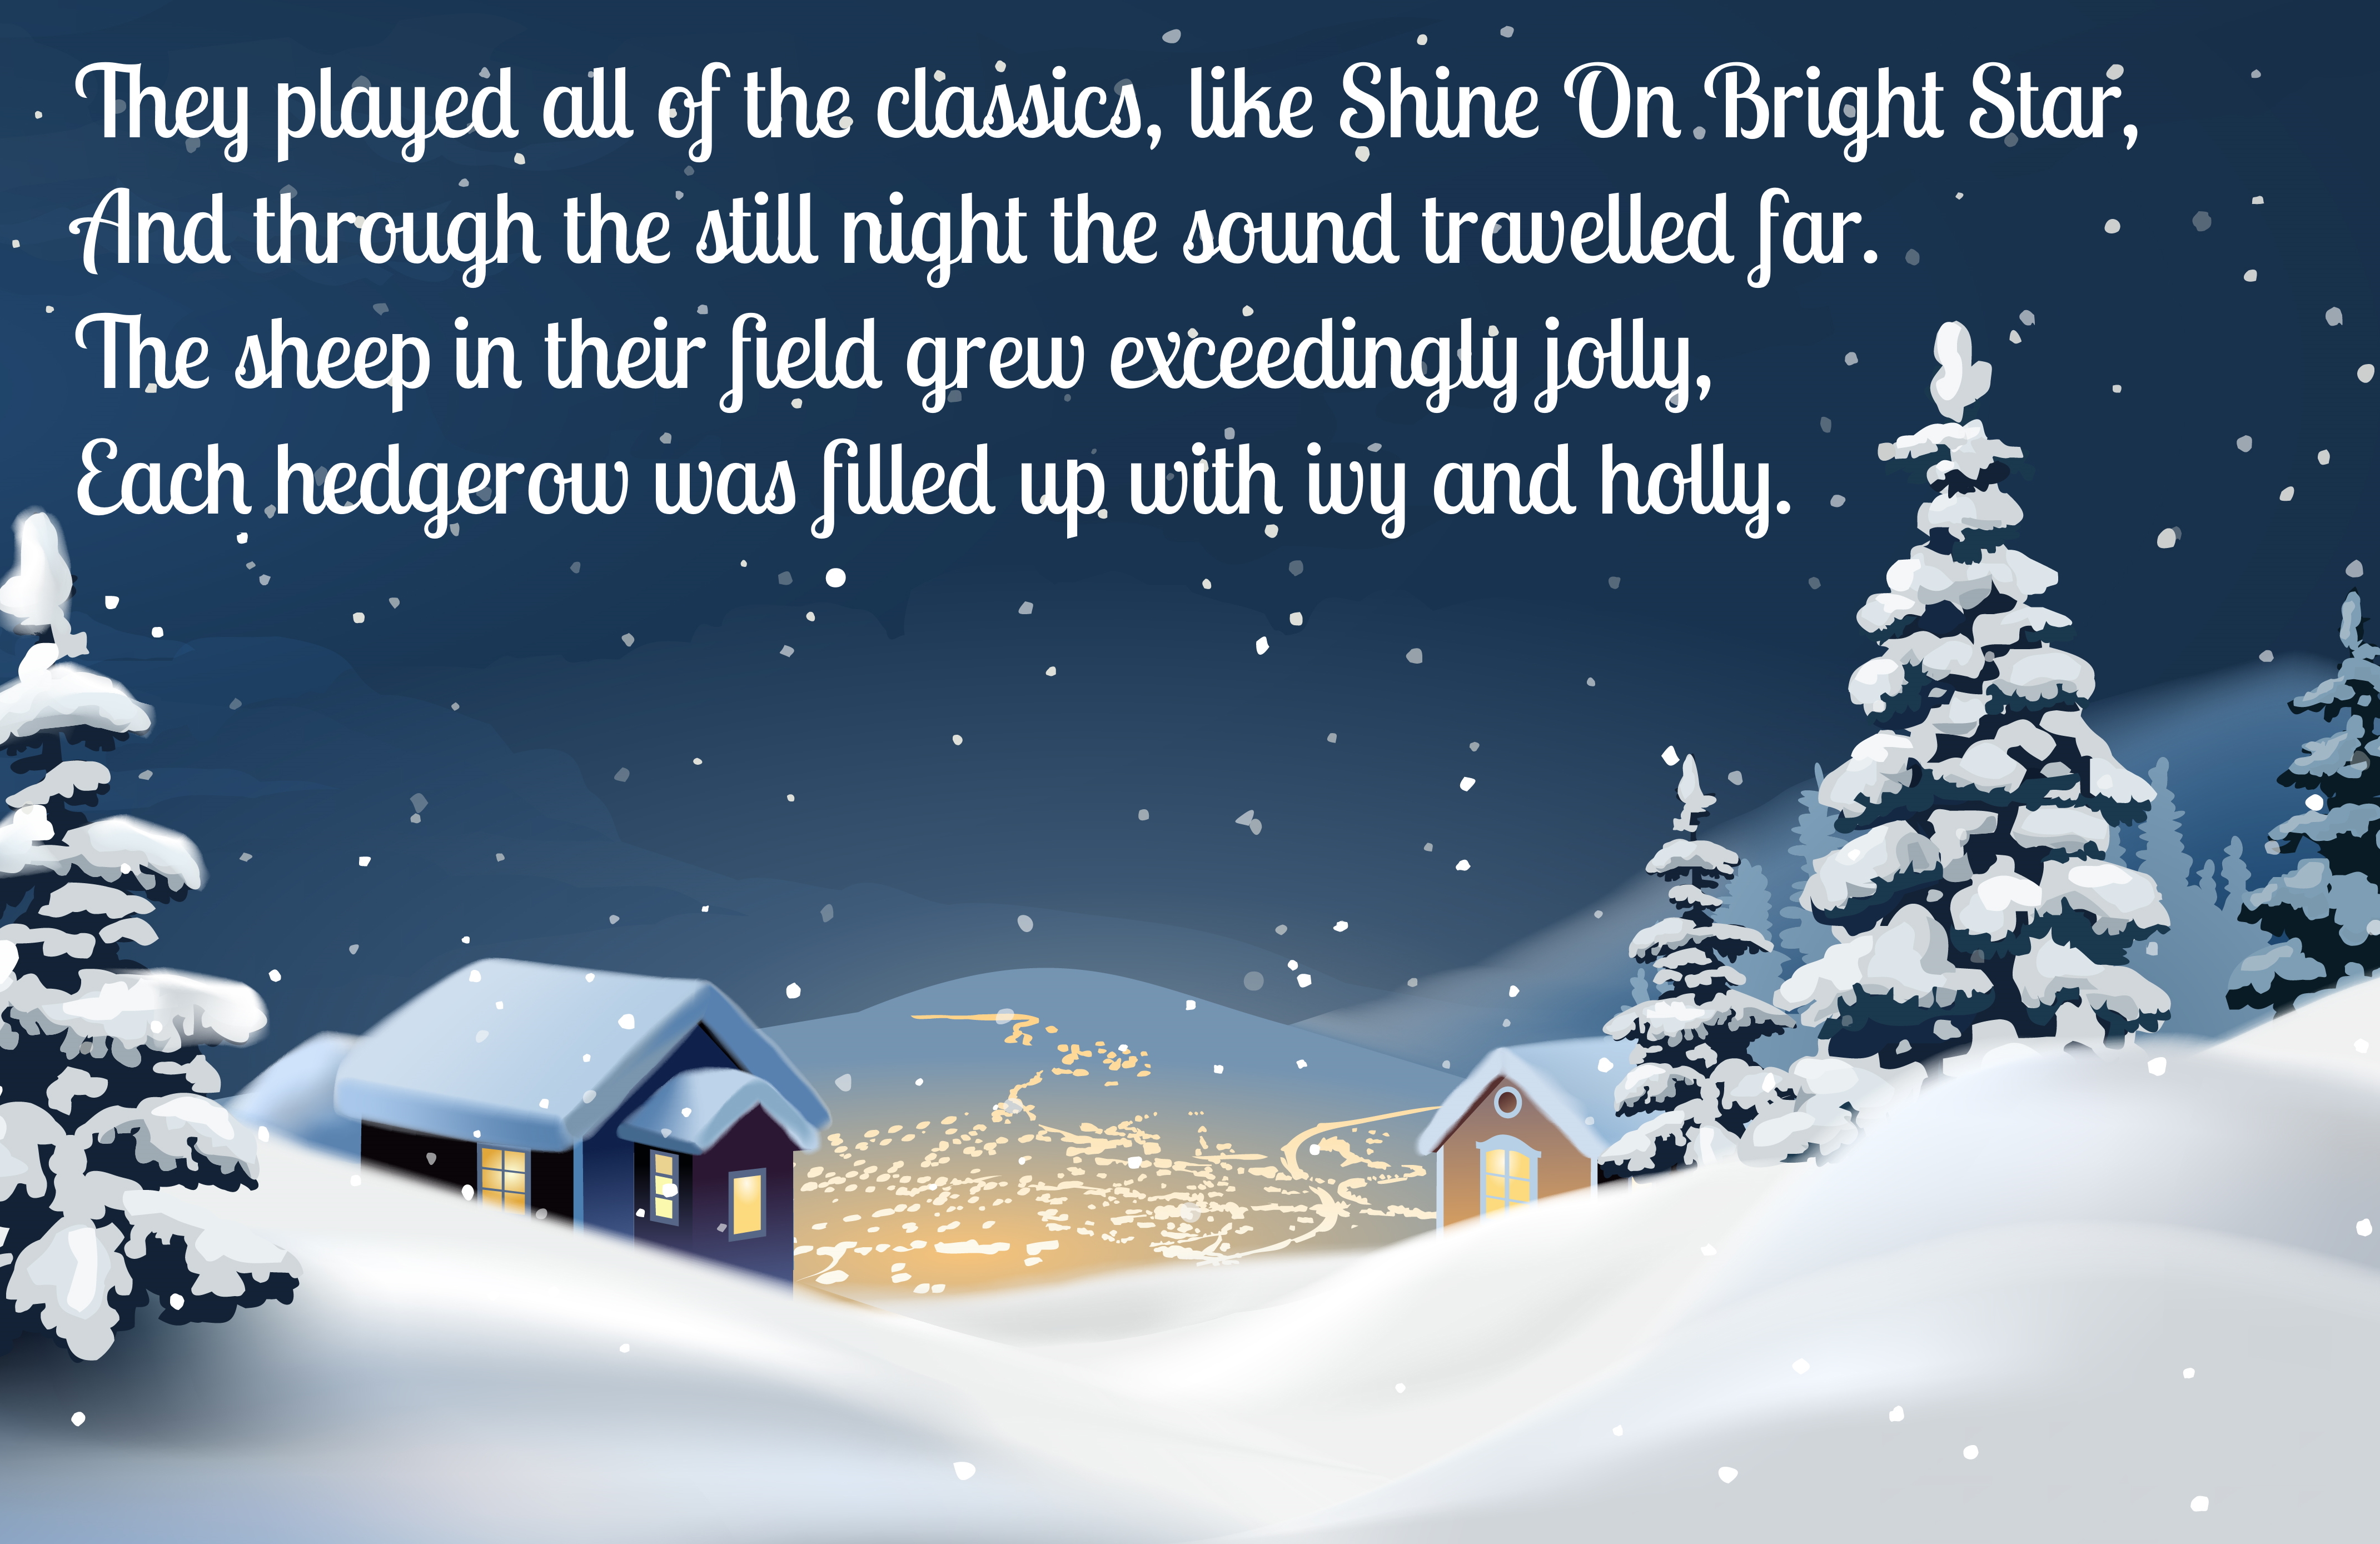 They played all of the classics, like Shine On Bright Star,
And through the still night the sound travelled far.
The sheep in their field grew exceedingly jolly,
Each hedgerow was filled up with ivy and holly.